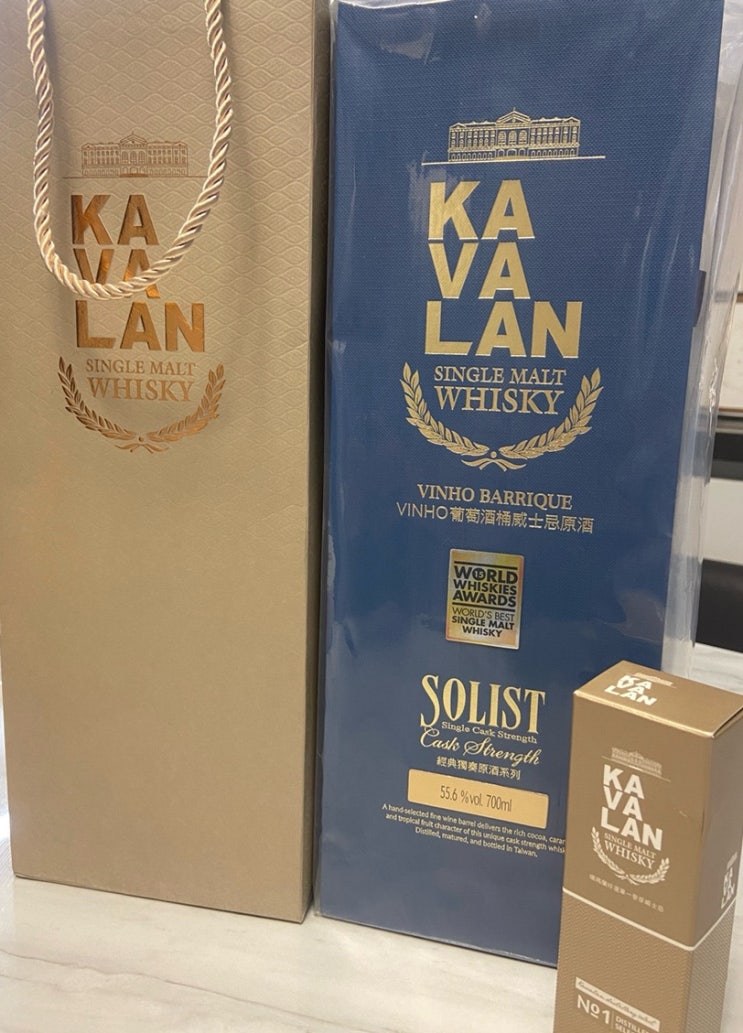 KA
VA
LAN
SINGLE MALT
WHISKY
KA
VA
LAN
SINGLE MALT
WHISKY
VINHO BARRIQUE
VINHO葡萄酒桶威士忌原酒
WORLD
WHISKIES
AWARDS
WORLD'S BEST
SINGLE MALT
WHISKY
SOLIST
Single Cask Strength
Cask Strength
經典獨奏原酒系列
55.6 %vol. 700ml
A hand-selected fine wine barrel delivers the rich cocoa,
and tropical fruit character of this unique cask strength
Distilled, matured, and bottled in Taiwan.
KA
VA
LAN
KA
VA
LAN
SINGLE MALT
WHISKY
KA
VA
LAN
No1